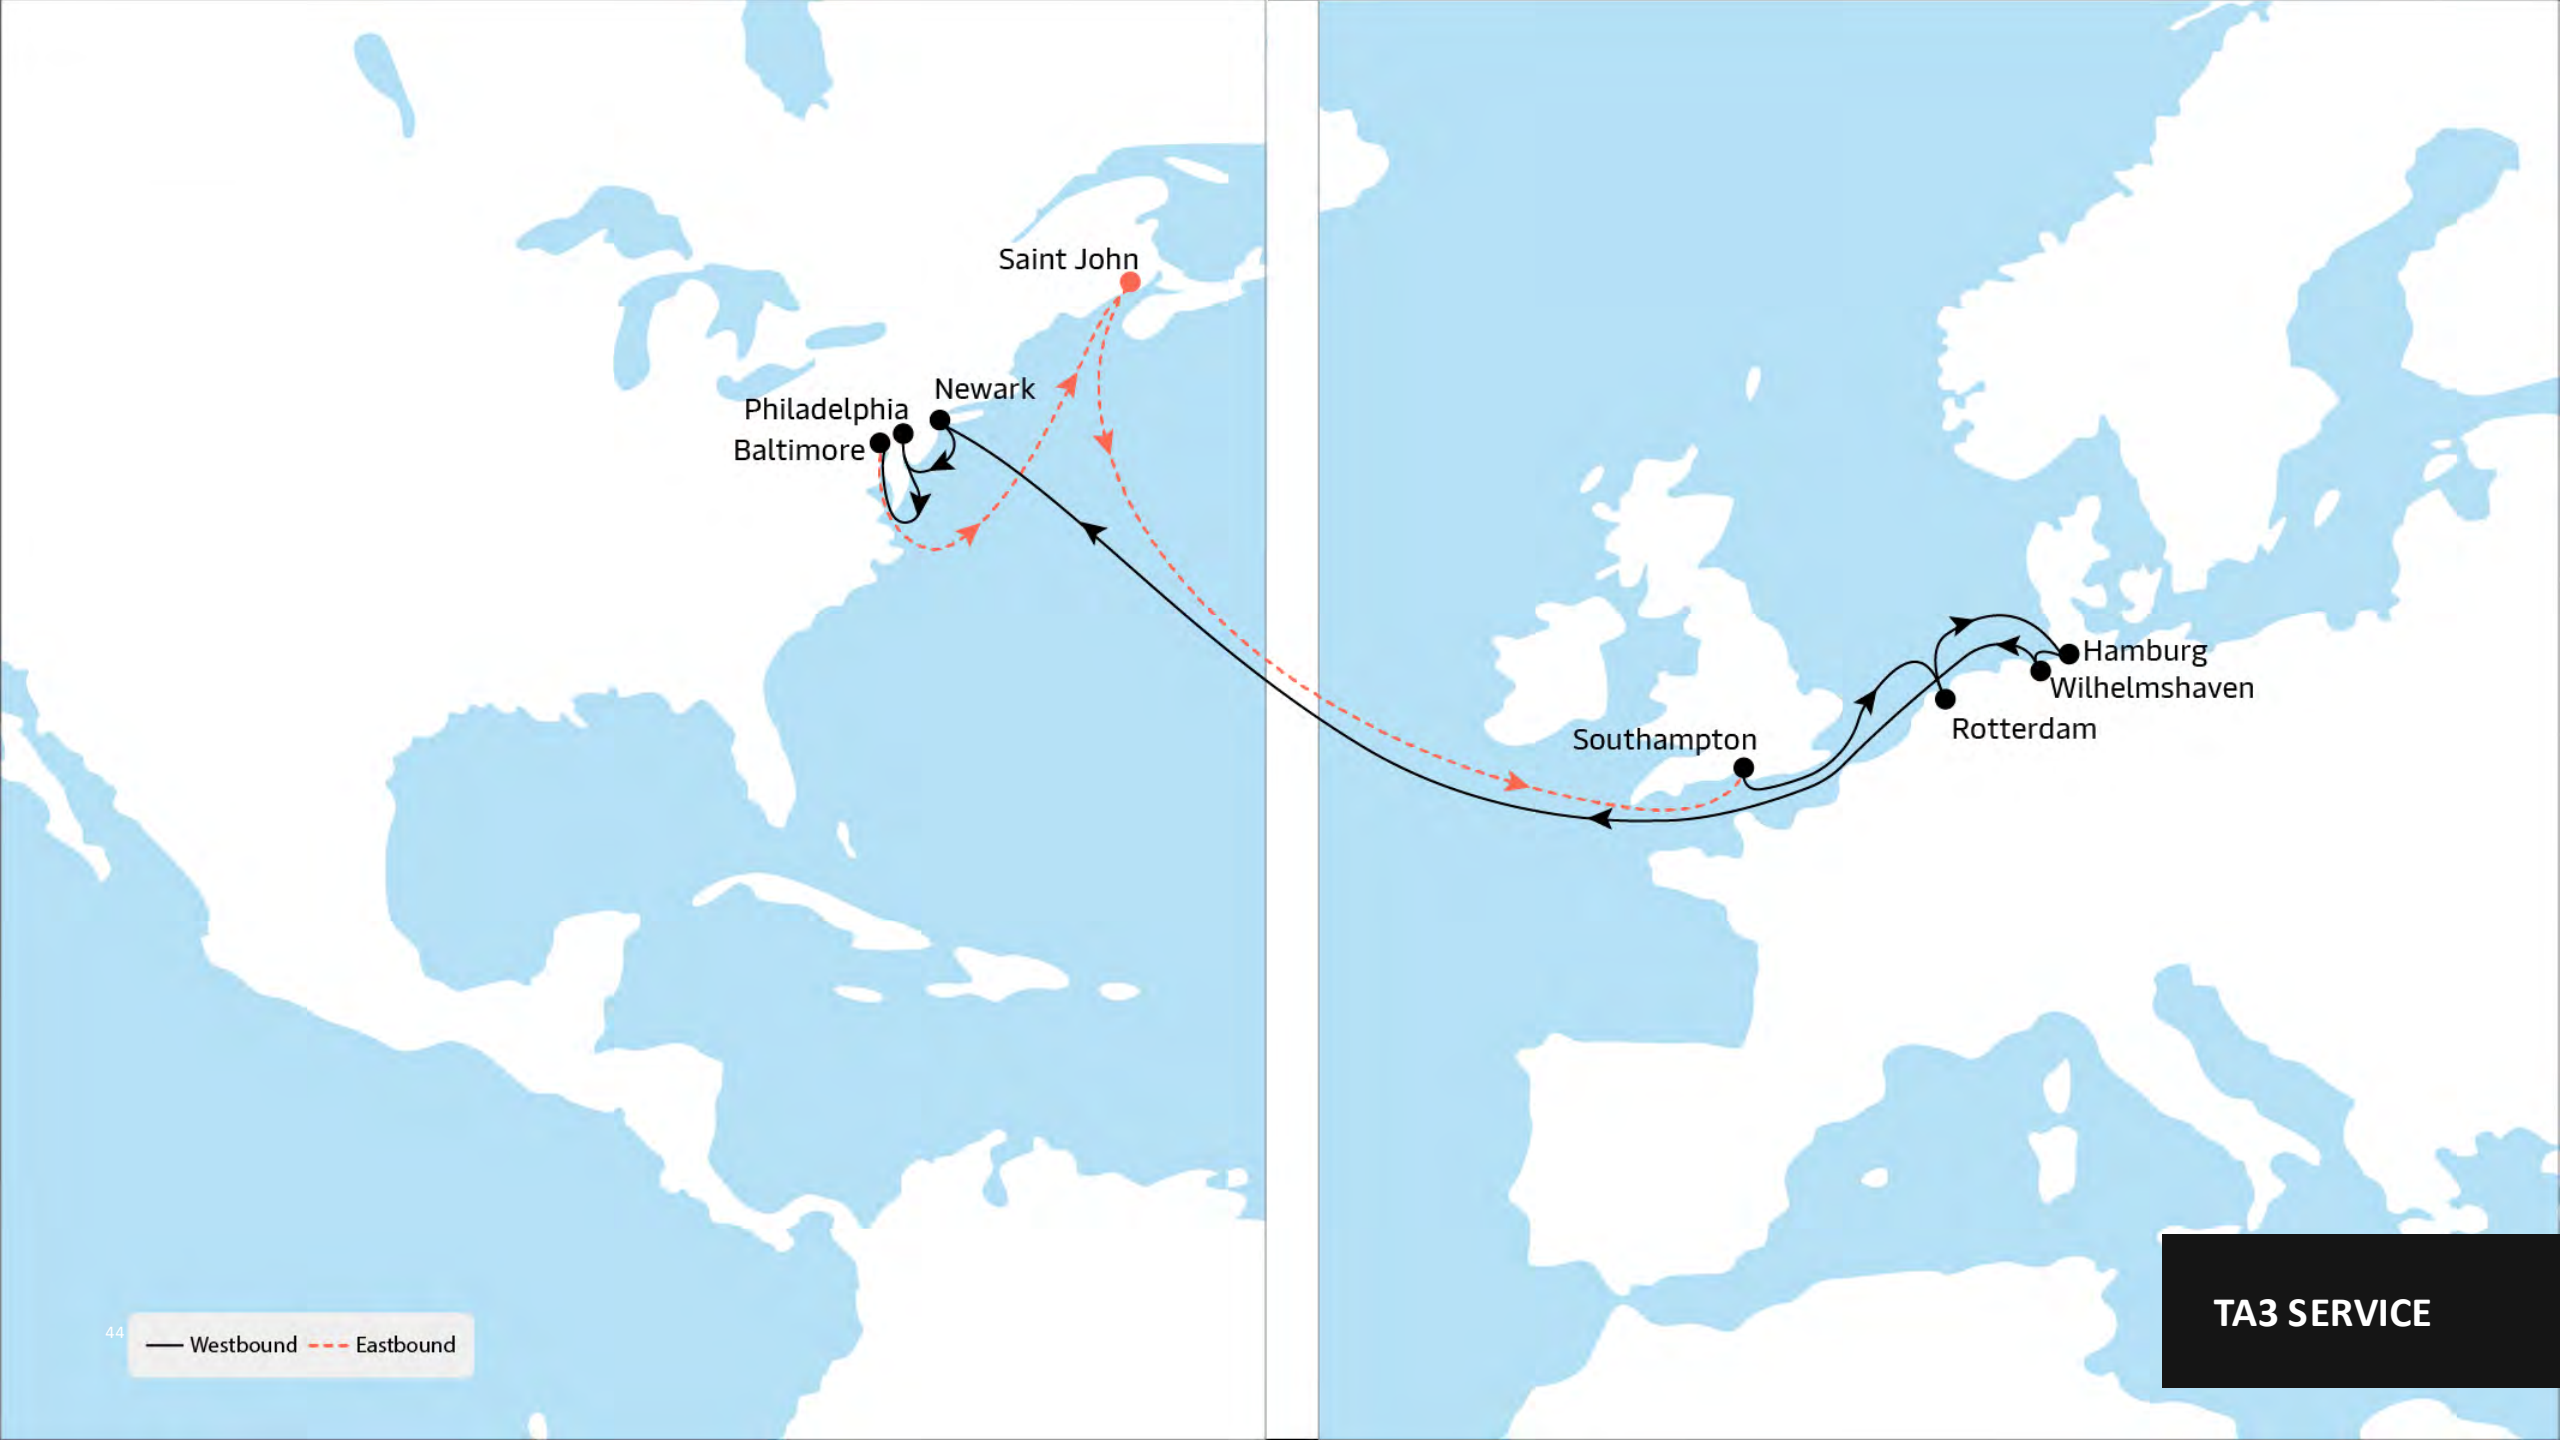 Saint John
Newark
Philadelphia
Baltimore
Hamburg
Wilhelmshaven
Rotterdam
Southampton
TA3 SERVICE
44
Westbound
Eastbound